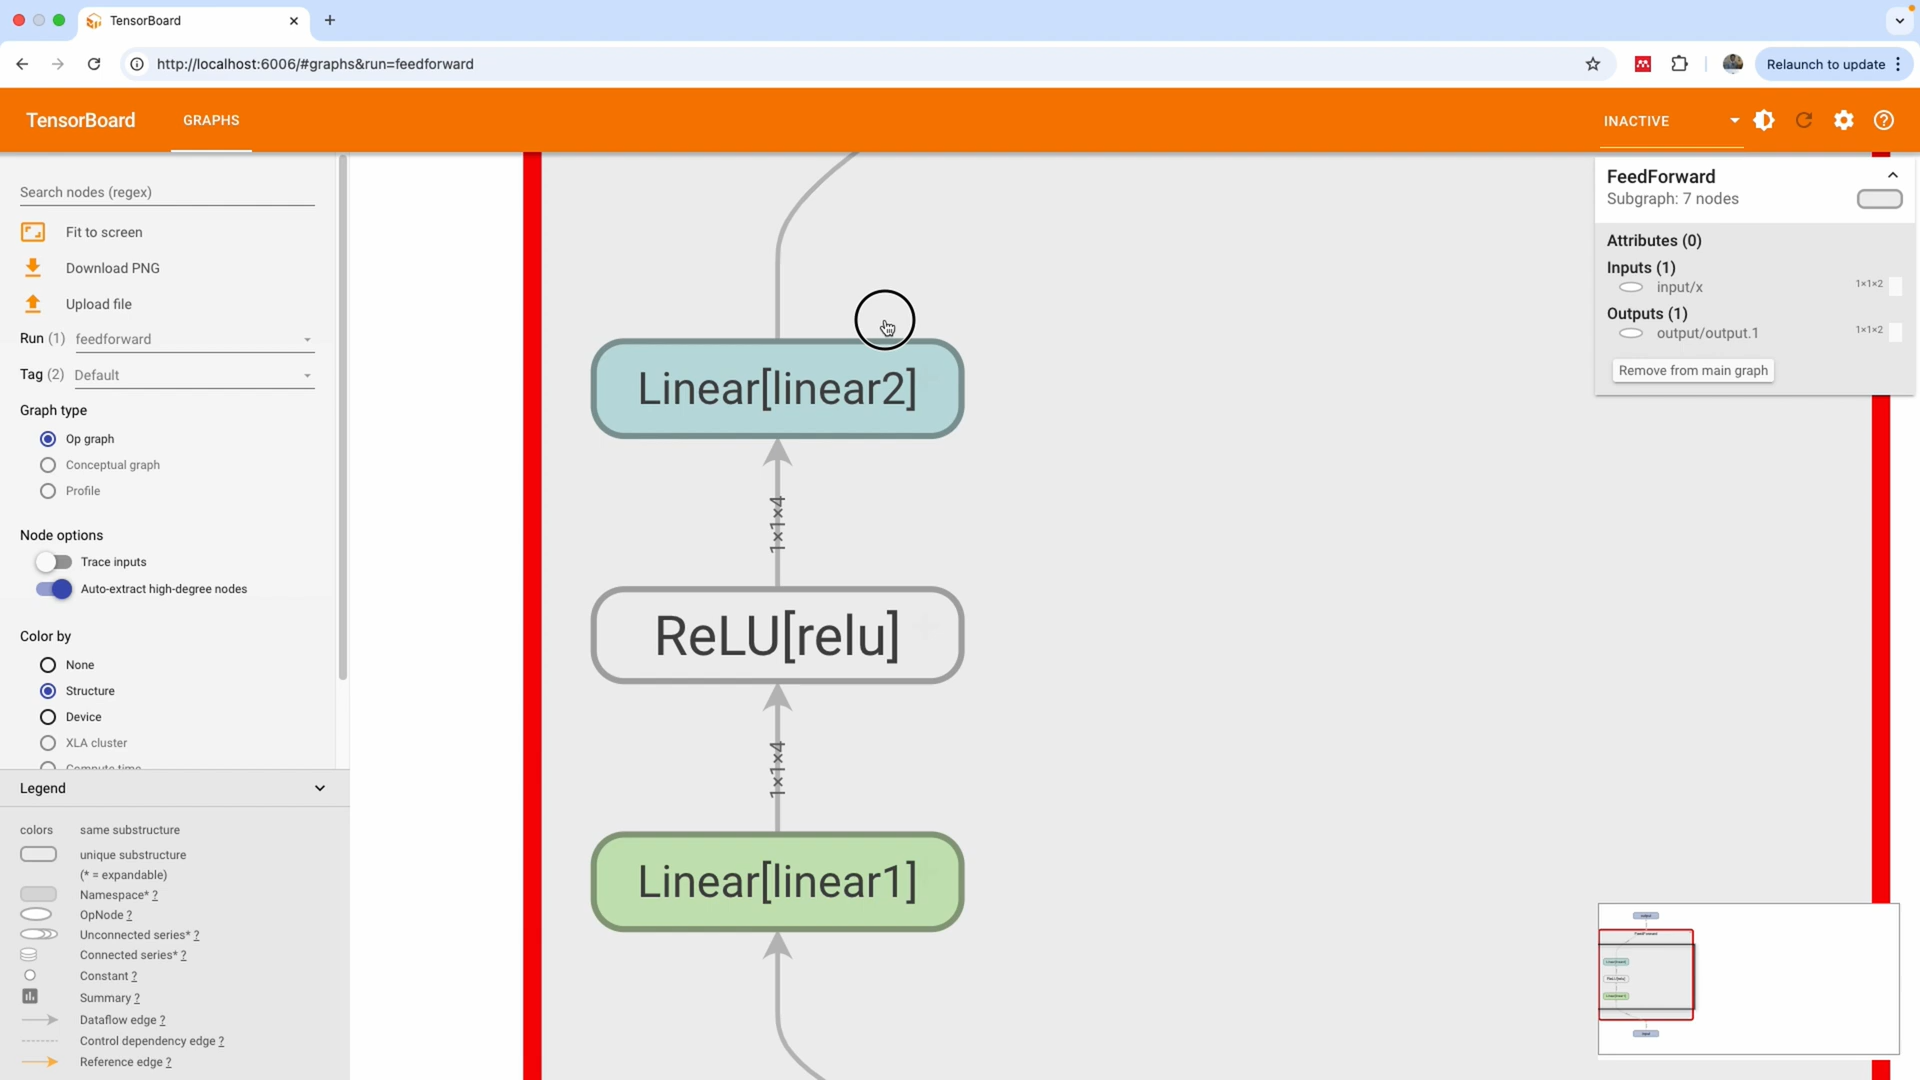 TensorBoard
http://localhost:6006/#graphs&run=feedforward
Relaunch to update
TensorBoard
GRAPHS
INACTIVE
Search nodes (regex)
Fit to screen
Download PNG
Upload file
Run (1) feedforward
Tag (2) Default
Graph type
Op graph
Conceptual graph
Profile
Node options
Trace inputs
Auto-extract high-degree nodes
Color by
None
Structure
Device
XLA cluster
Compute time
Legend
colors same substructure
unique substructure
(* = expandable)
Namespace* ?
OpNode ?
Unconnected series* ?
Connected series* ?
Constant ?
Summary ?
Dataflow edge ?
Control dependency edge ?
Reference edge ?
Linear[linear2]
1×1×4
ReLU[relu]
1×1×4
Linear[linear1]
FeedForward
Subgraph: 7 nodes
Attributes (0)
Inputs (1)
input/x 1×1×2
Outputs (1)
output/output.1 1×1×2
Remove from main graph